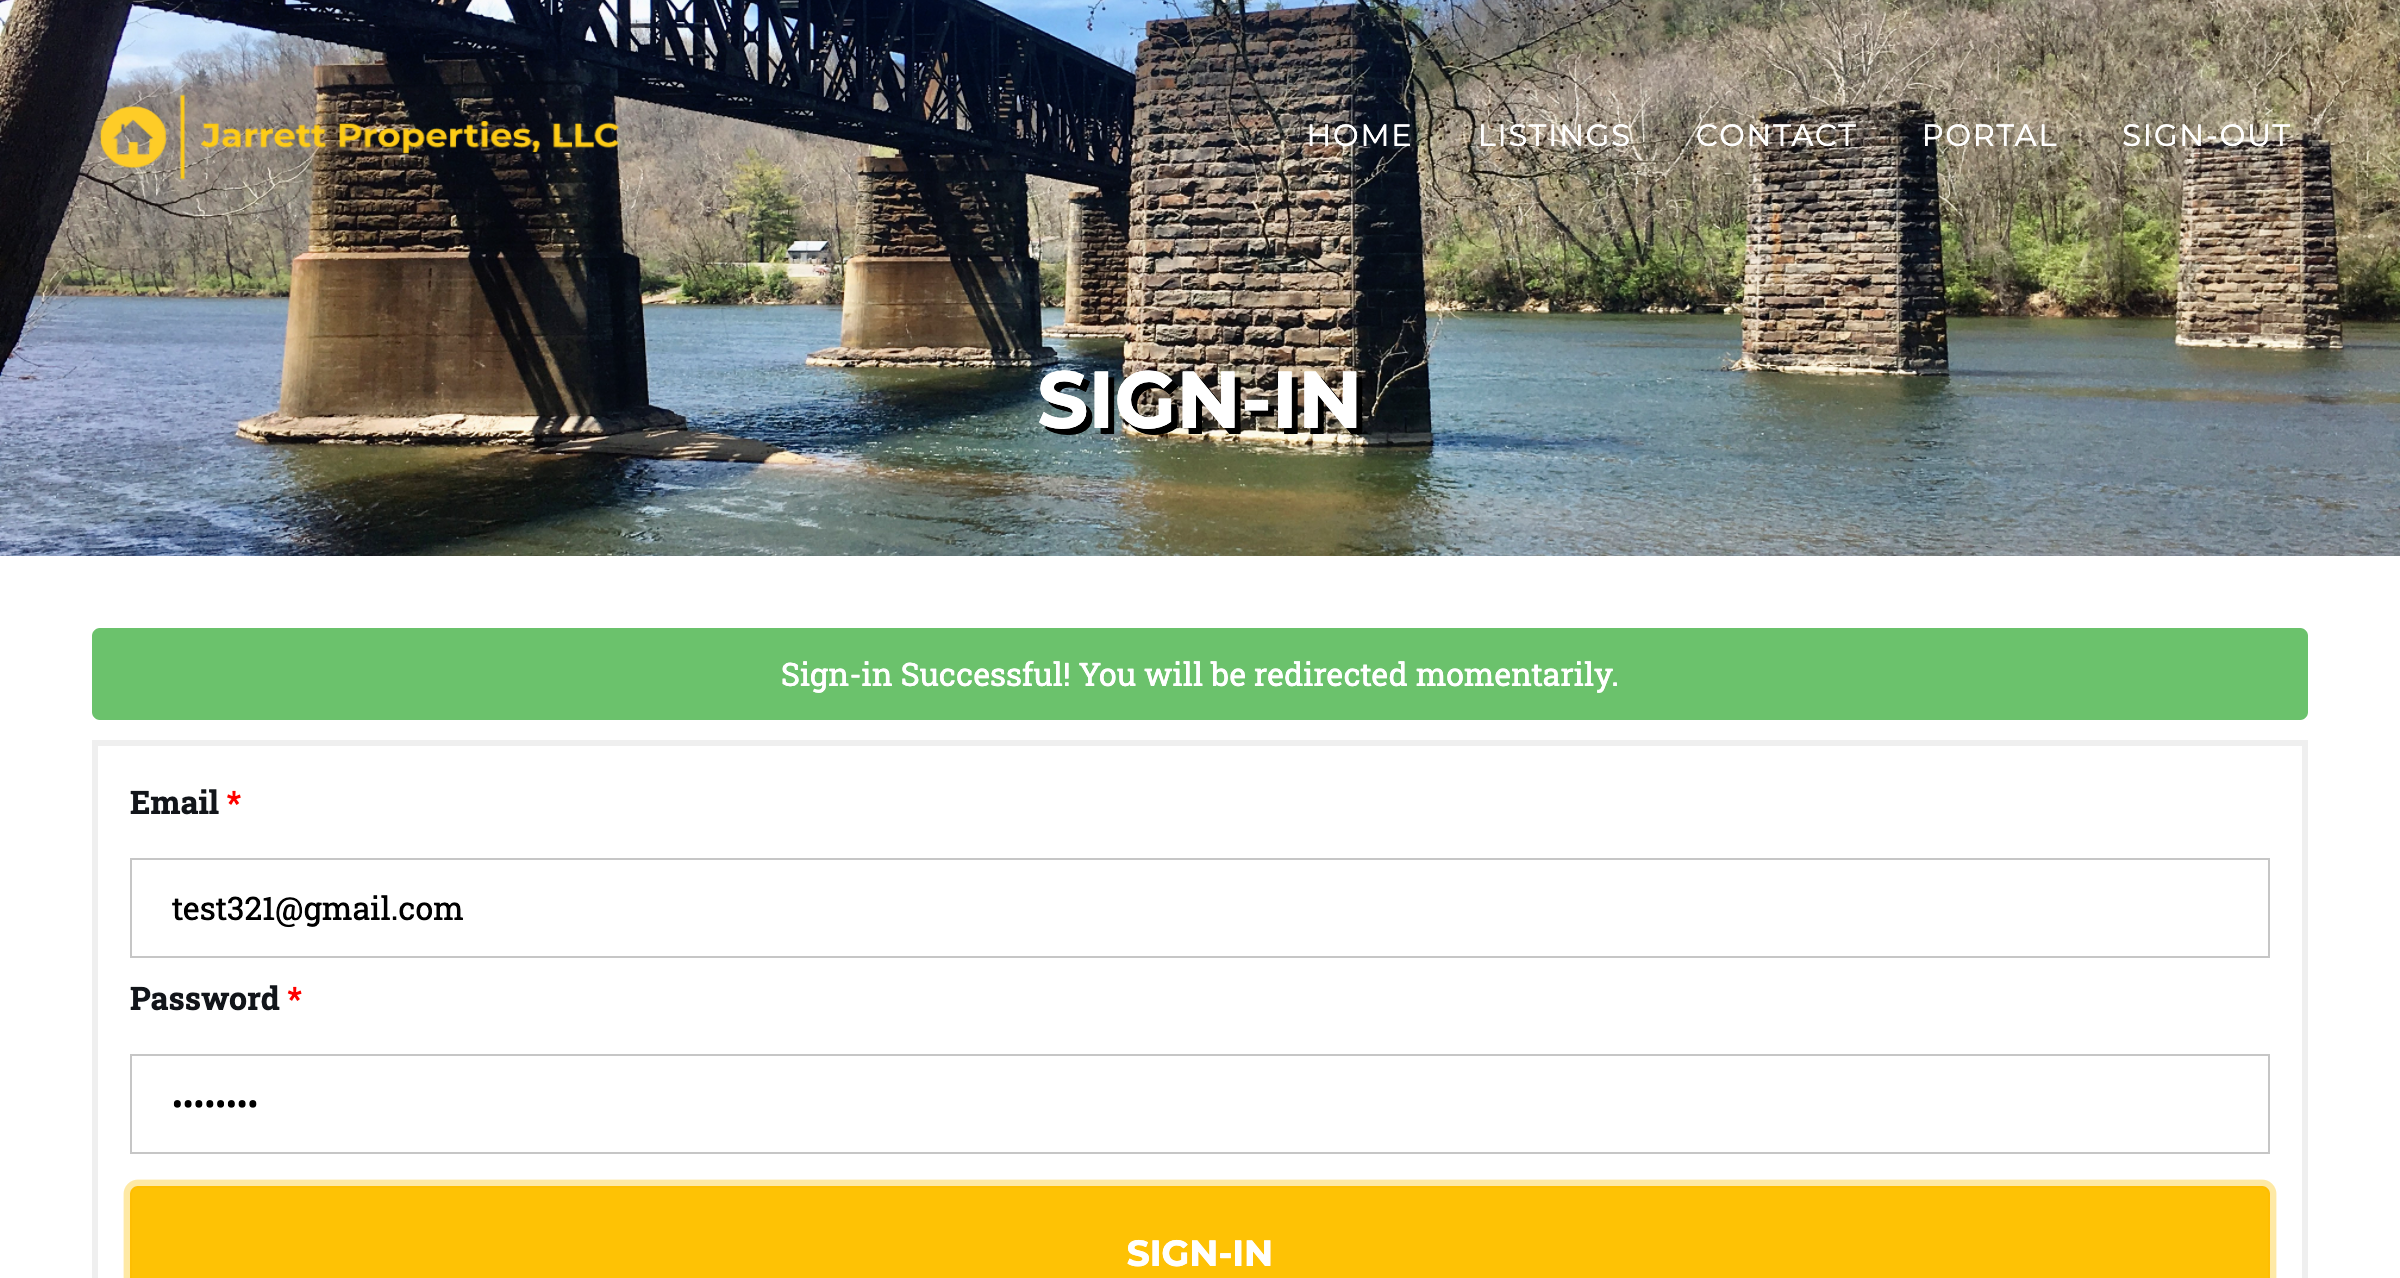 Jarrett Properties, LLC
HOME LISTINGS CONTACT PORTAL SIGN-OUT
SIGN-IN
Sign-in Successful! You will be redirected momentarily.
Email *
test321@gmail.com
Password *
••••••••
SIGN-IN